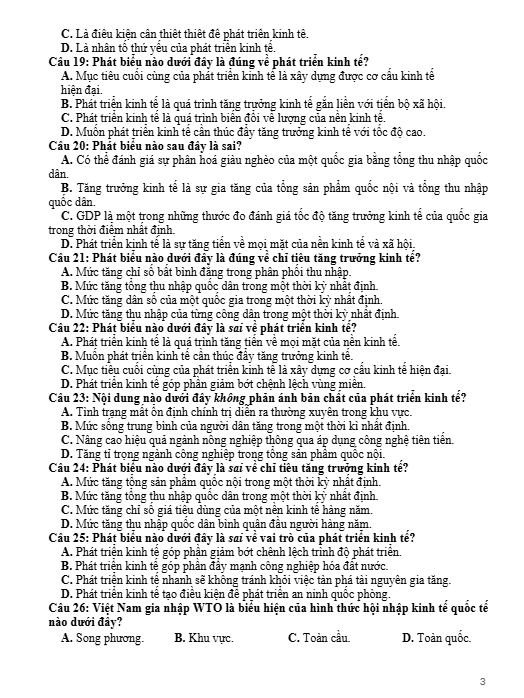 C. Là điều kiện cần thiết thiết để phát triển kinh tế.
D. Là nhân tố thứ yếu của phát triển kinh tế.
Câu 19: Phát biểu nào dưới đây là đúng về phát triển kinh tế?
A. Mục tiêu cuối cùng của phát triển kinh tế là xây dựng được cơ cấu kinh tế
hiện đại.
B. Phát triển kinh tế là quá trình tăng trưởng kinh tế gắn liền với tiến bộ xã hội.
C. Phát triển kinh tế là quá trình biến đổi về lượng của nền kinh tế.
D. Muốn phát triển kinh tế cần thúc đẩy tăng trưởng kinh tế với tốc độ cao.
Câu 20: Phát biểu nào sau đây là sai?
A. Có thể đánh giá sự phân hoá giàu nghèo của một quốc gia bằng tổng thu nhập quốc
dân.
B. Tăng trưởng kinh tế là sự gia tăng của tổng sản phẩm quốc nội và tổng thu nhập
quốc dân.
C. GDP là một trong những thước đo đánh giá tốc độ tăng trưởng kinh tế của quốc gia
trong thời điểm nhất định.
D. Phát triển kinh tế là sự tăng tiến về mọi mặt của nền kinh tế và xã hội.
Câu 21: Phát biểu nào dưới đây là đúng về chỉ tiêu tăng trưởng kinh tế?
A. Mức tăng chỉ số bất bình đẳng trong phân phối thu nhập.
B. Mức tăng tổng thu nhập quốc dân trong một thời kỳ nhất định.
C. Mức tăng dân số của một quốc gia trong một thời kỳ nhất định.
D. Mức tăng thu nhập của từng công dân trong một thời kỳ nhất định.
Câu 22: Phát biểu nào dưới đây là sai về phát triển kinh tế?
A. Phát triển kinh tế là quá trình tăng tiến về mọi mặt của nền kinh tế.
B. Muốn phát triển kinh tế cần thúc đẩy tăng trưởng kinh tế.
C. Mục tiêu cuối cùng của phát triển kinh tế là xây dựng cơ cấu kinh tế hiện đại.
D. Phát triển kinh tế góp phần giảm bớt chệnh lệch vùng miền.
Câu 23: Nội dung nào dưới đây không phản ánh bản chất của phát triển kinh tế?
A. Tình trạng mất ổn định chính trị diễn ra thường xuyên trong khu vực.
B. Mức sống trung bình của người dân tăng trong một thời kì nhất định.
C. Nâng cao hiệu quả ngành nông nghiệp thông qua áp dụng công nghệ tiên tiến.
D. Tăng tỉ trọng ngành công nghiệp trong tổng sản phẩm quốc nội.
Câu 24: Phát biểu nào dưới đây là sai về chỉ tiêu tăng trưởng kinh tế?
A. Mức tăng tổng sản phẩm quốc nội trong một thời kỳ nhất định.
B. Mức tăng tổng thu nhập quốc dân trong một thời kỳ nhất định.
C. Mức tăng chỉ số giá tiêu dùng của một nền kinh tế hàng năm.
D. Mức tăng thu nhập quốc dân bình quân đầu người hàng năm.
Câu 25: Phát biểu nào dưới đây là sai về vai trò của phát triển kinh tế?
A. Phát triển kinh tế góp phần giảm bớt chênh lệch trình độ phát triển.
B. Phát triển kinh tế góp phần đẩy mạnh công nghiệp hóa đất nước.
C. Phát triển kinh tế nhanh sẽ không tránh khỏi việc tàn phá tài nguyên gia tăng.
D. Phát triển kinh tế tạo điều kiện để phát triển an ninh quốc phòng.
Câu 26: Việt Nam gia nhập WTO là biểu hiện của hình thức hội nhập kinh tế quốc tế
nào dưới đây?
A. Song phương. B. Khu vực. C. Toàn cầu. D. Toàn quốc.
3